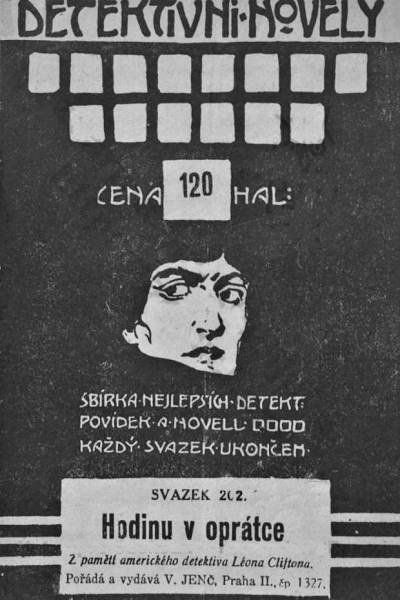 DETEKTIVNÍ·NOVELY
CENA 120 HAL:
SBÍRKA·NEJLEPŠÍCH·DETEKT:
POVÍDEK·A·NOVELL:
KAŽDÝ·SVAZEK·UKONČEN·
SVAZEK 202.
Hodinu v oprátce
Z pamětí amerického detektiva Léona Cliftona.
Pořádá a vydává V. JENČ, Praha II., čp 1327.